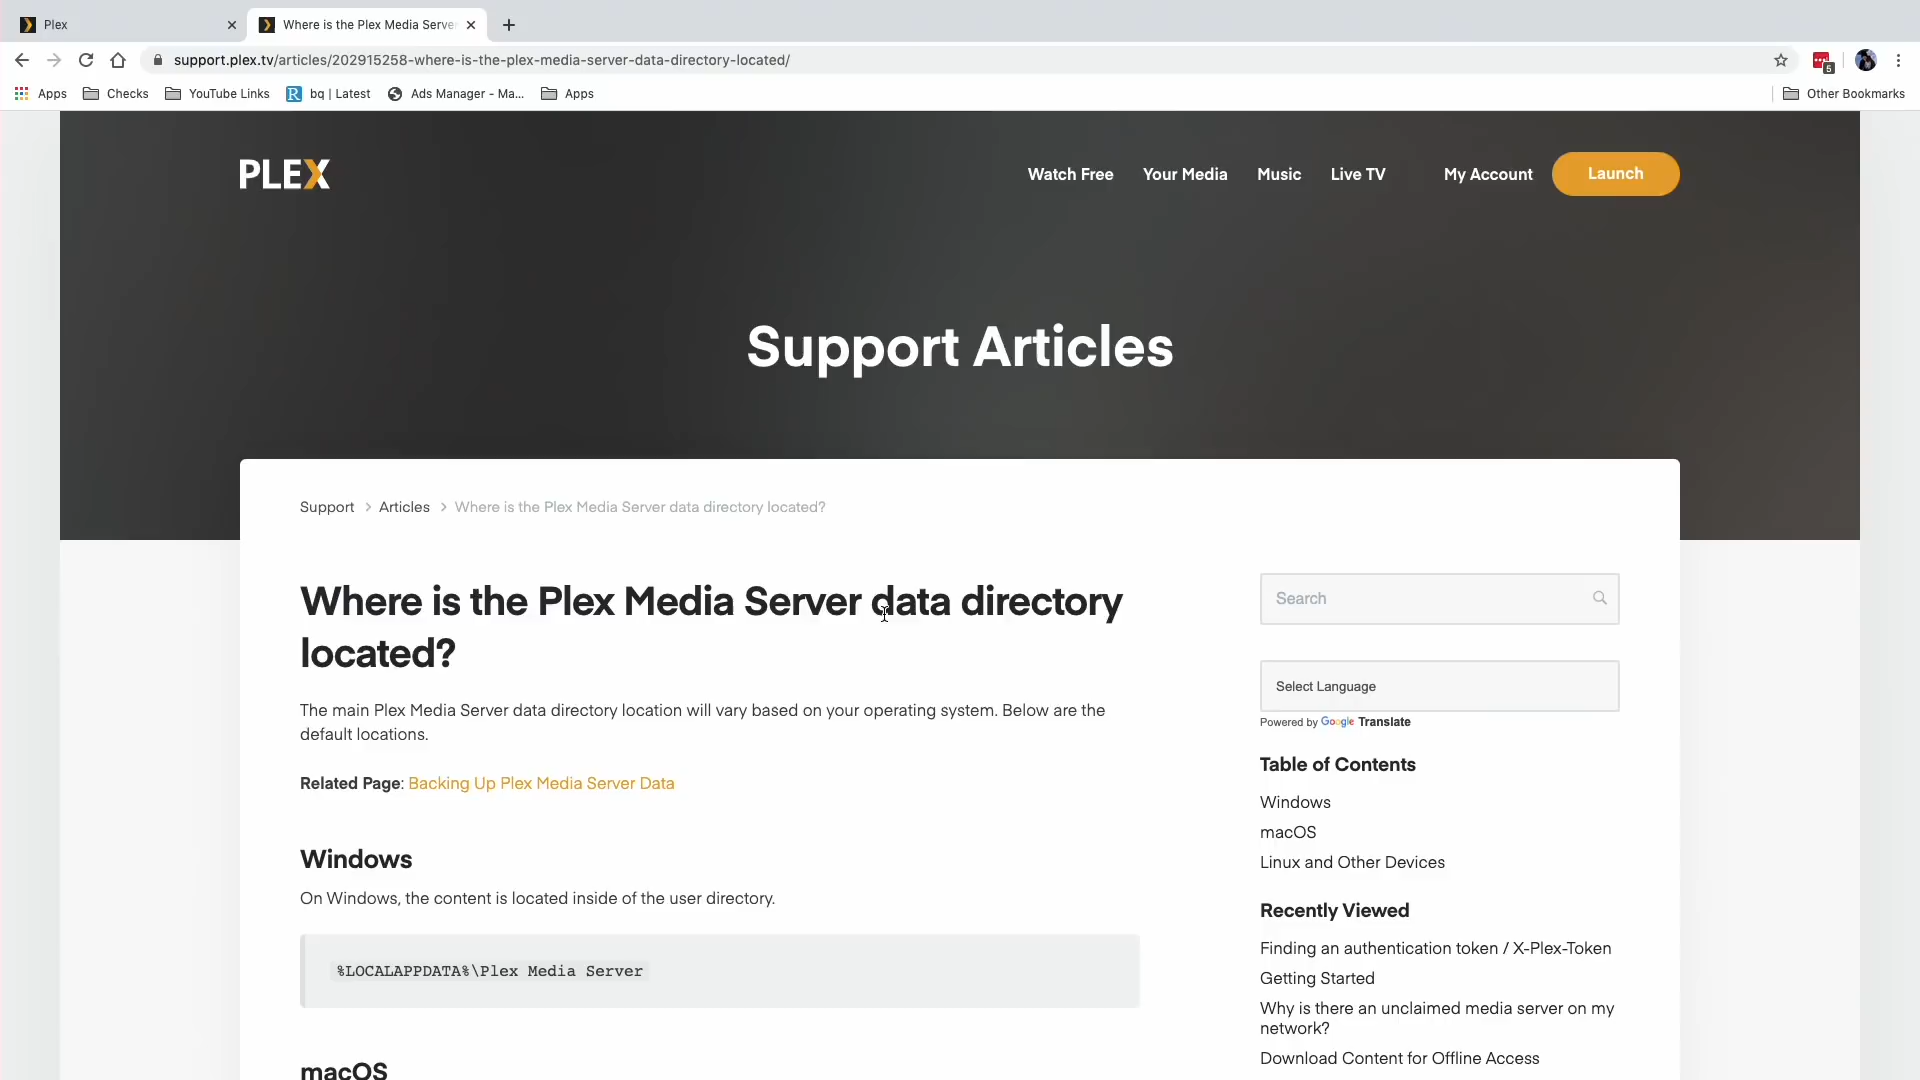 Plex
Where is the Plex Media Server
support.plex.tv/articles/202915258-where-is-the-plex-media-server-data-directory-located/
5
Apps
Checks
YouTube Links
R
bq | Latest
Ads Manager - Ma...
Apps
Other Bookmarks
PLEX
Watch Free
Your Media
Music
Live TV
My Account
Launch
Support Articles
Support > Articles > Where is the Plex Media Server data directory located?
Where is the Plex Media Server data directory
located?
The main Plex Media Server data directory location will vary based on your operating system. Below are the
default locations.
Related Page: Backing Up Plex Media Server Data
Windows
On Windows, the content is located inside of the user directory.
%LOCALAPPDATA%\Plex Media Server
macOS
Search
Select Language
Powered by Google Translate
Table of Contents
Windows
macOS
Linux and Other Devices
Recently Viewed
Finding an authentication token / X-Plex-Token
Getting Started
Why is there an unclaimed media server on my
network?
Download Content for Offline Access